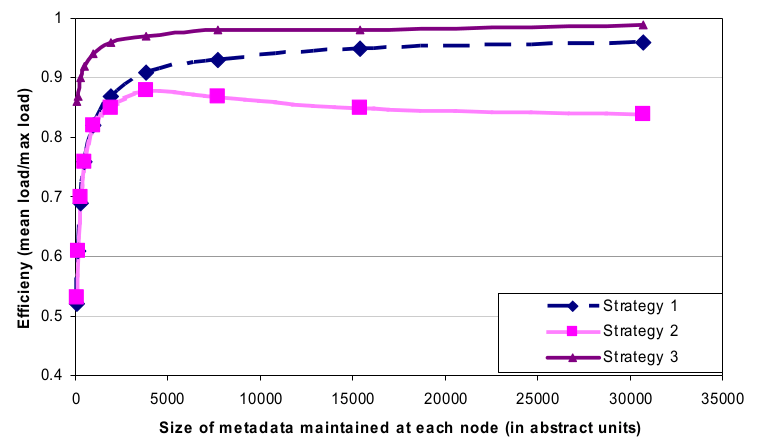 1
0.9
0.8
0.7
0.6
0.5
0.4
Efficieny (mean load/max load)
Strategy 1
Strategy 2
Strategy 3
0 5000 10000 15000 20000 25000 30000 35000
Size of metadata maintained at each node (in abstract units)